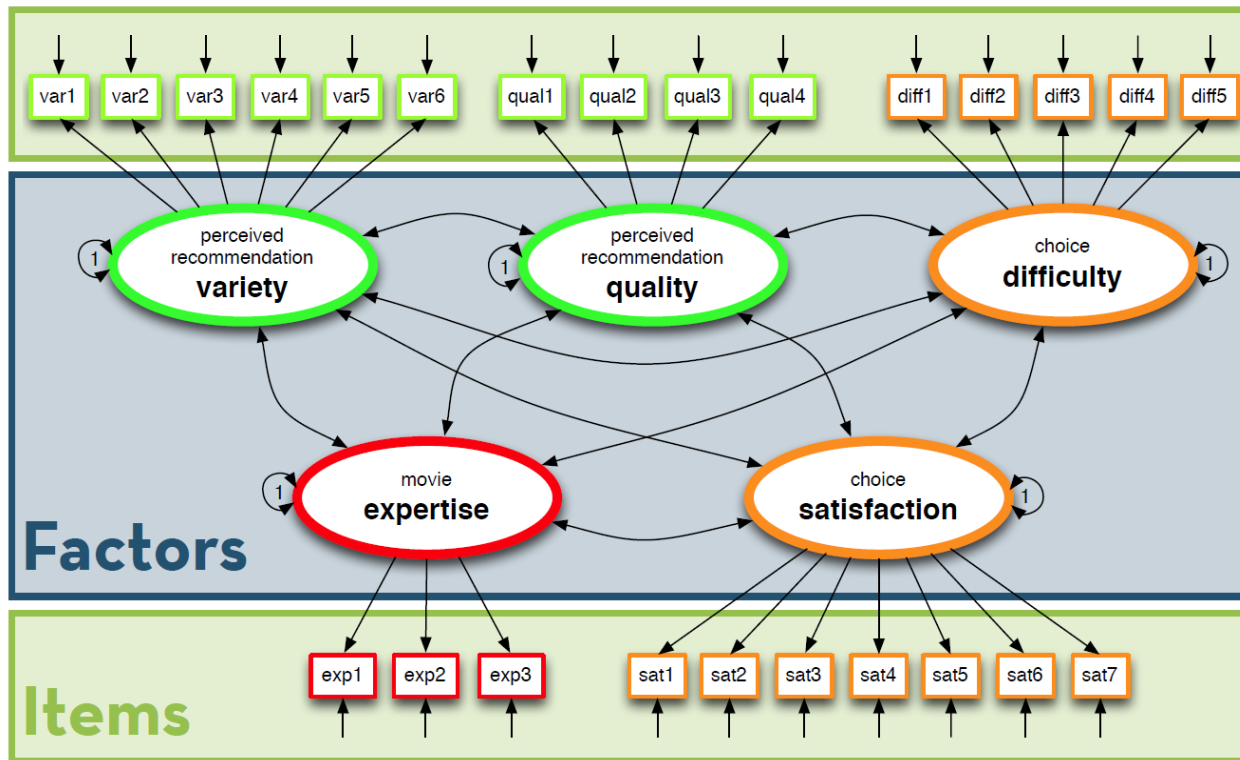 var1 var2 var3 var4 var5 var6 qual1 qual2 qual3 qual4 diff1 diff2 diff3 diff4 diff5
perceived
recommendation
variety
1
perceived
recommendation
quality
1
choice
difficulty
1
movie
expertise
1
choice
satisfaction
1
Factors
exp1 exp2 exp3 sat1 sat2 sat3 sat4 sat5 sat6 sat7
Items